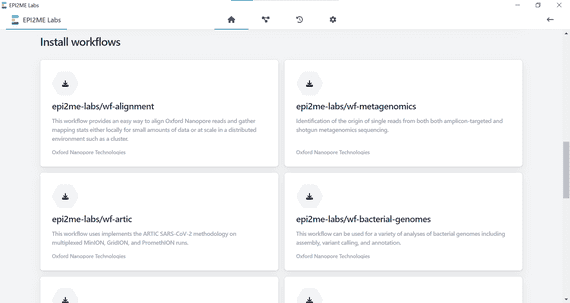 EPI2ME Labs
EPI2ME Labs
Install workflows
epi2me-labs/wf-alignment
This workflow provides an easy way to align Oxford Nanopore reads and gather
mapping stats either locally for small amounts of data or at scale in a distributed
environment such as a cluster.
Oxford Nanopore Technologies
epi2me-labs/wf-metagenomics
Identification of the origin of single reads from both both amplicon-targeted and
shotgun metagenomics sequencing.
Oxford Nanopore Technologies
epi2me-labs/wf-artic
This workflow uses implements the ARTIC SARS-CoV-2 methodology on
multiplexed MinION, GridION, and PromethION runs.
Oxford Nanopore Technologies
epi2me-labs/wf-bacterial-genomes
This workflow can be used for a variety of analyses of bacterial genomes including
assembly, variant calling, and annotation.
Oxford Nanopore Technologies